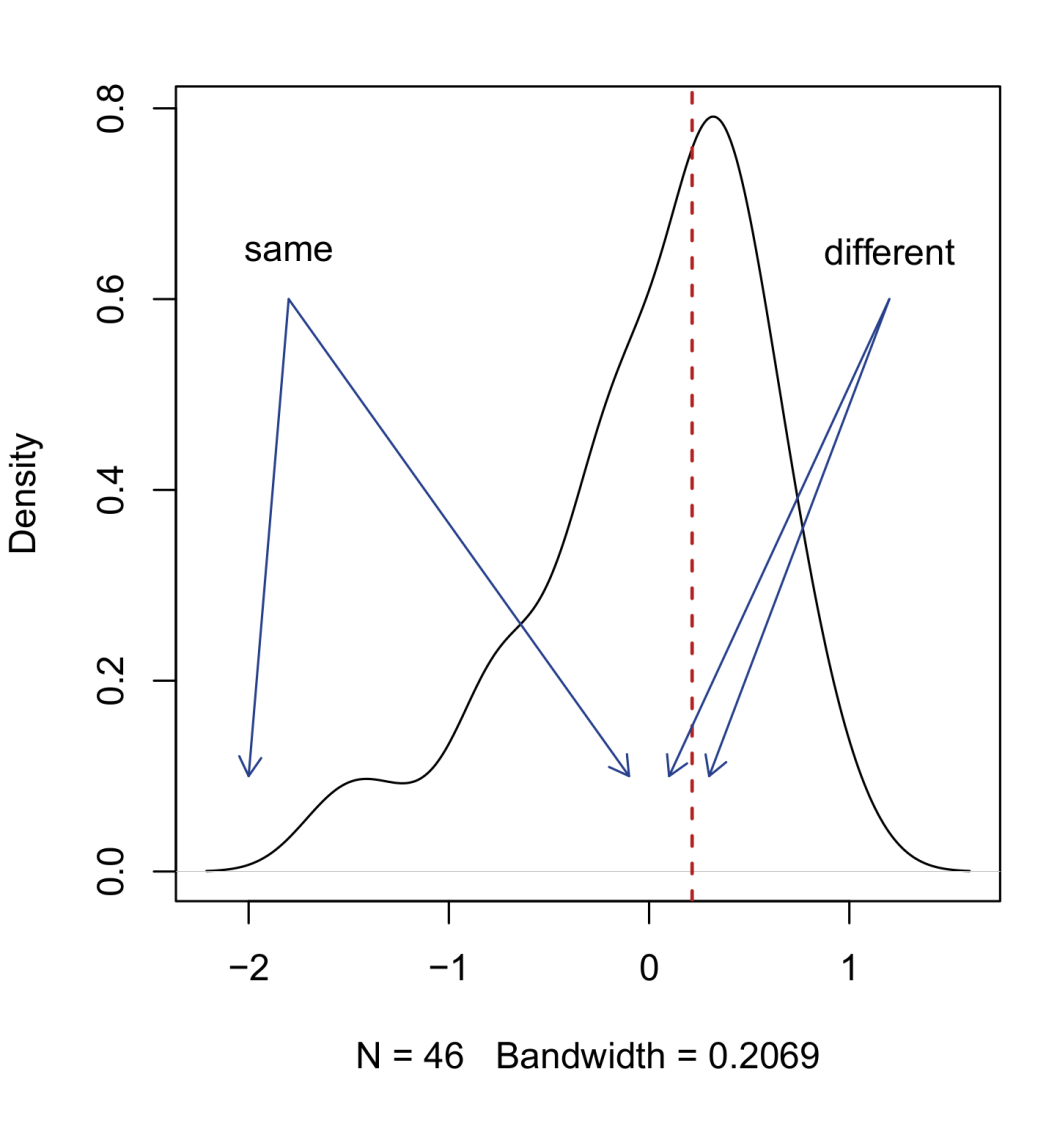 0.8
same
different
0.6
Density
0.4
0.2
0.0
−2 −1 0 1
N = 46 Bandwidth = 0.2069